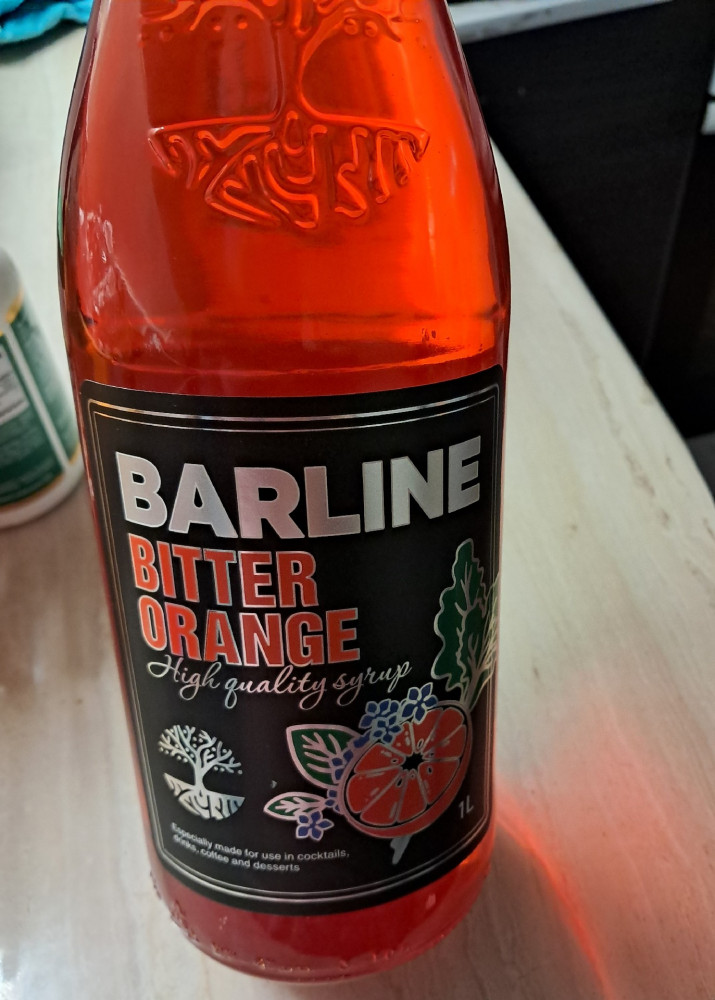 BARLINE
BITTER
ORANGE
High quality syrup
1L
Especially made for use in cocktails,
drinks, coffee and desserts